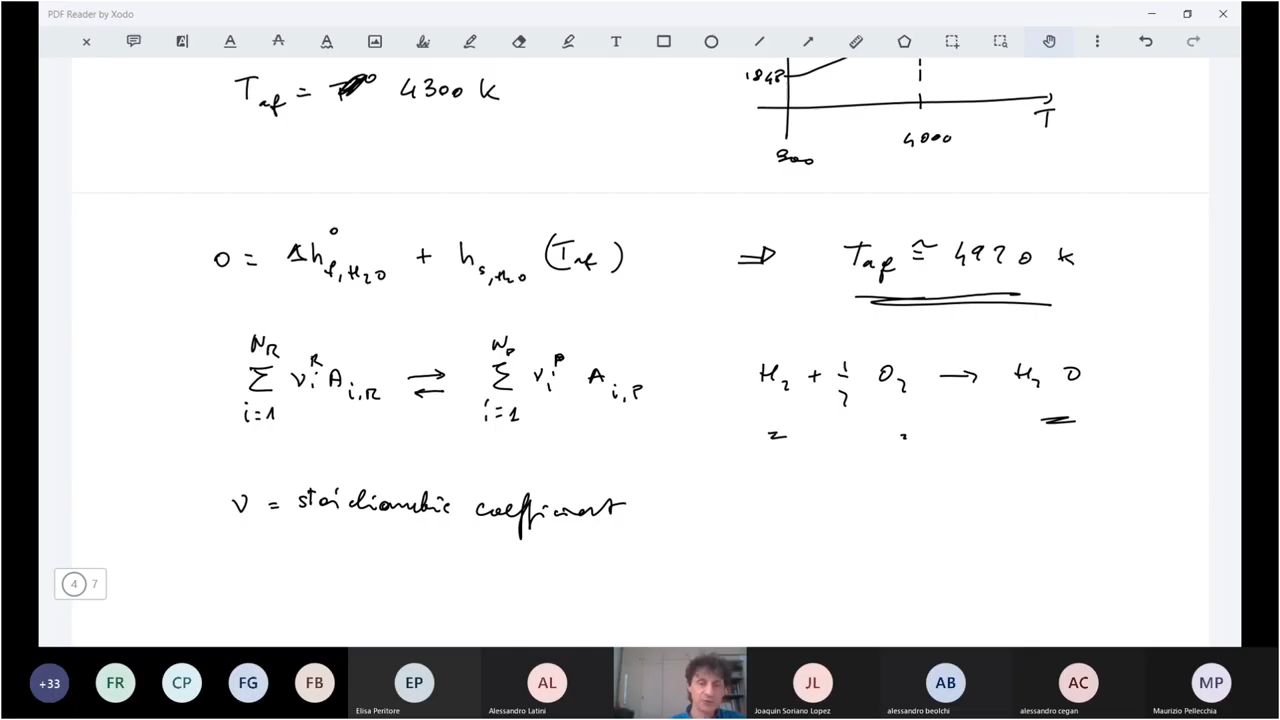 PDF Reader by Xodo
T_af = 4300 K
1848
T
300
4000
0 = Δh°_f,H₂O + h_s,H₂O (T_af) ⇒ T_af ≅ 4920 K
∑_{i=1}^{N_R} ν_i^R A_i,R ⇌ ∑_{i=1}^{N_P} ν_i^P A_i,P H₂ + 1/2 O₂ → H₂O
ν = stoichiometric coefficient
4 7
+33 FR CP FG FB EP AL JL AB AC MP
Elisa Peritore Alessandro Latini Joaquin Soriano Lopez alessandro beolchi alessandro cegan Maurizio Pellecchia